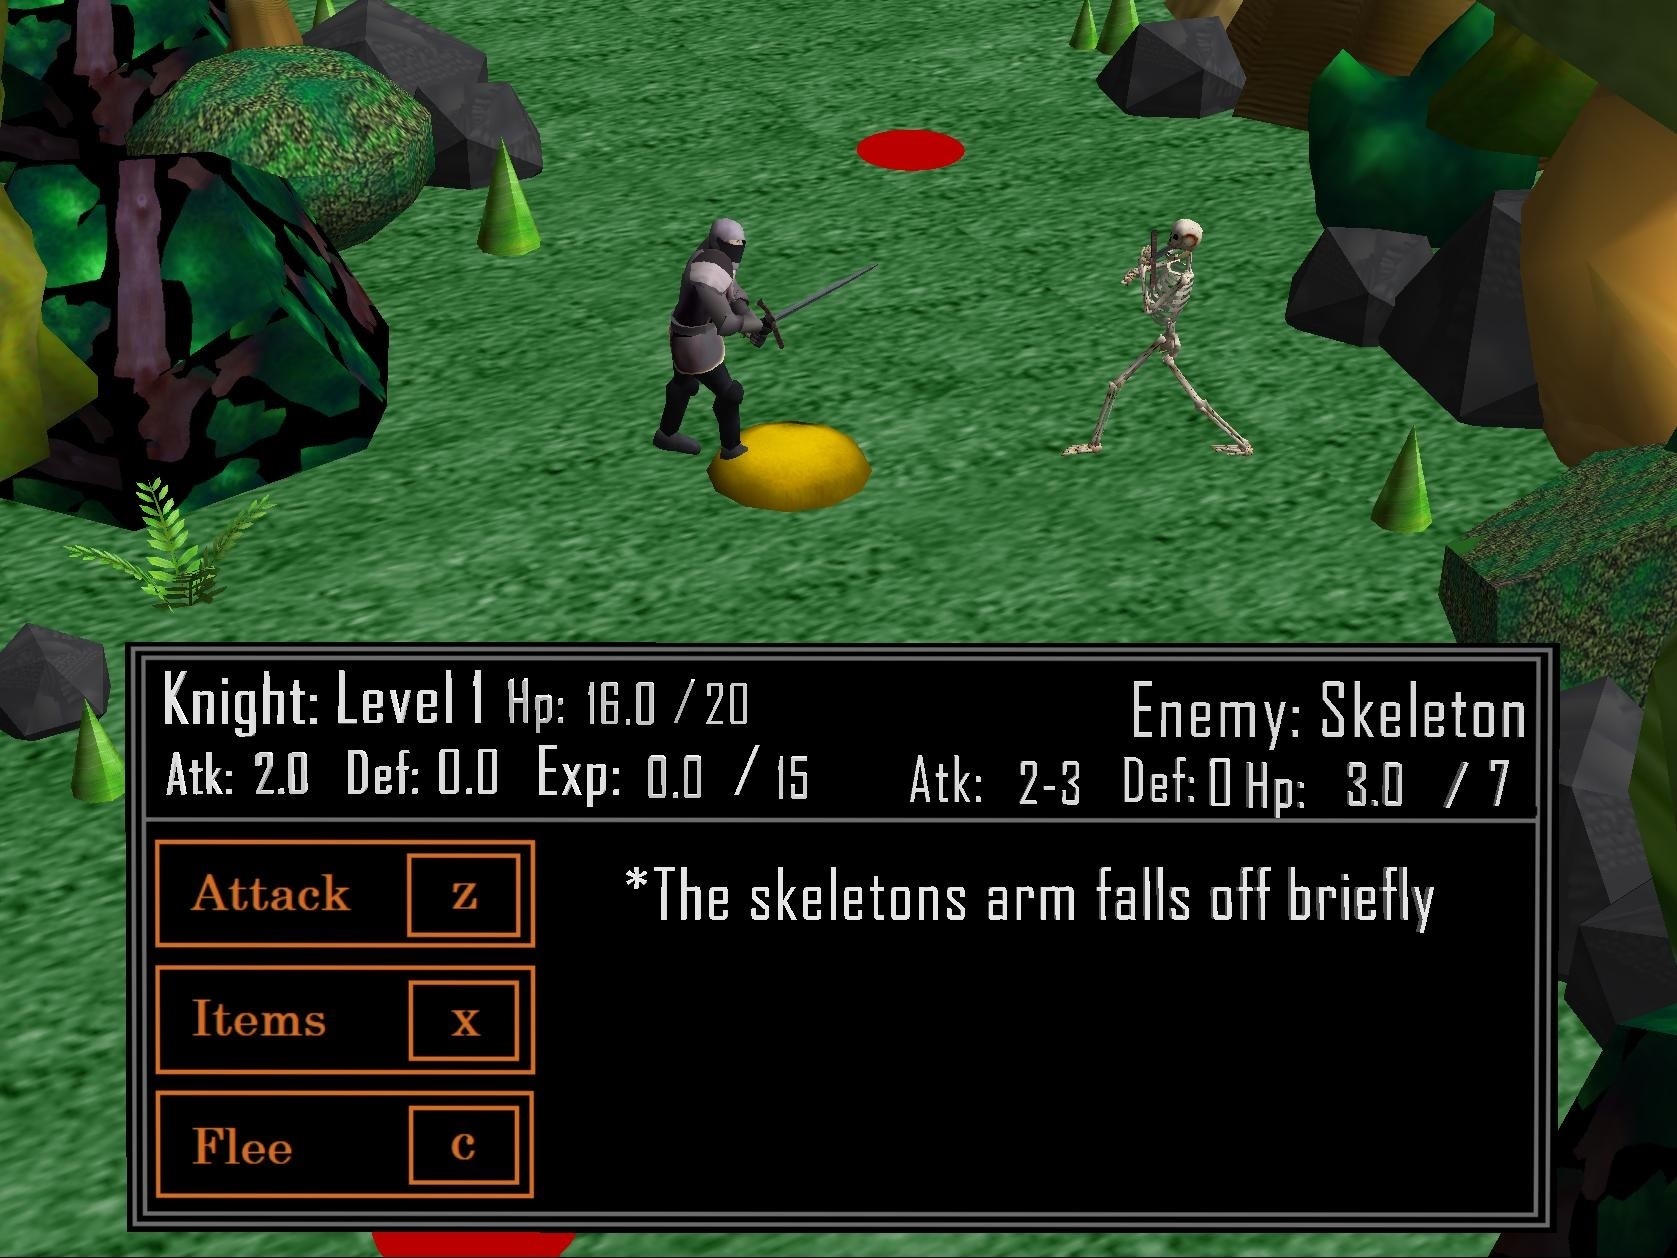 Knight: Level 1 Hp: 16.0 / 20
Enemy: Skeleton
Atk: 2.0 Def: 0.0 Exp: 0.0 / 15
Atk: 2-3 Def: 0 Hp: 3.0 / 7
Attack z
*The skeletons arm falls off briefly
Items x
Flee c